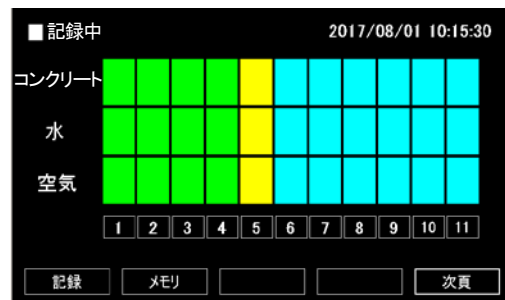 ■記録中 2017/08/01 10:15:30
コンクリート
水
空気
1 2 3 4 5 6 7 8 9 10 11
記録 メモリ 次頁